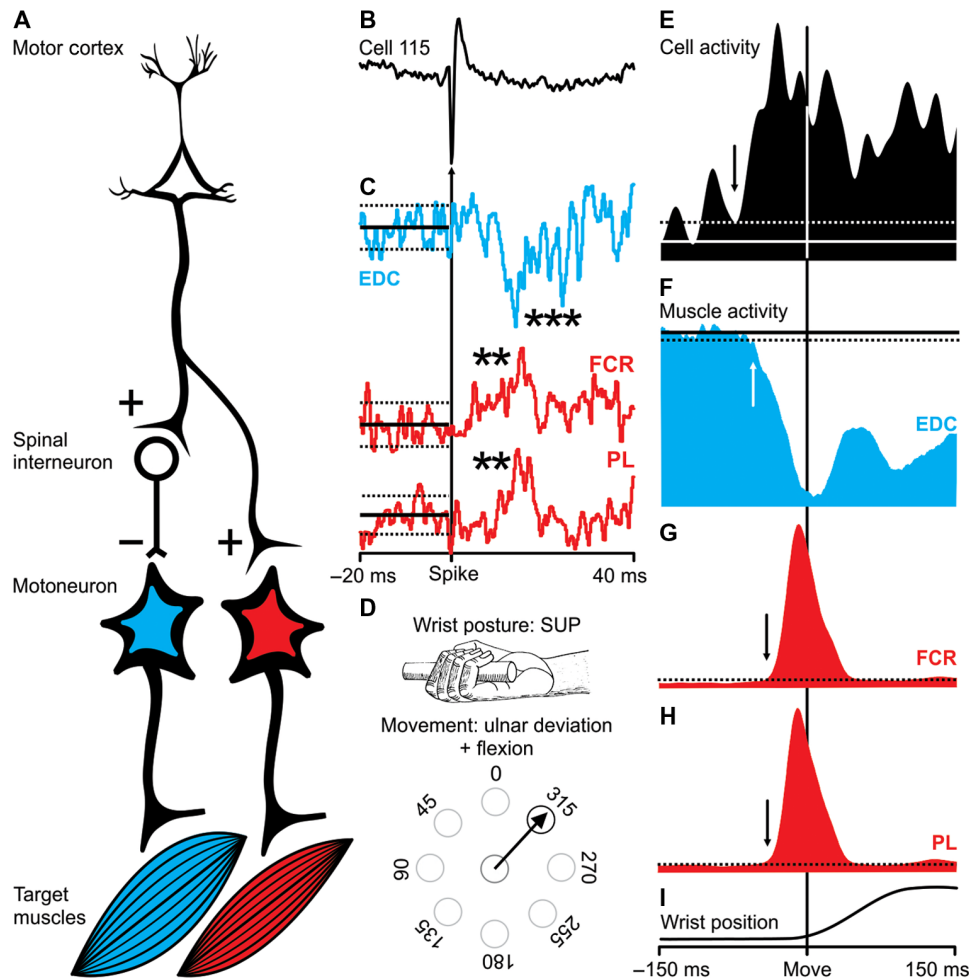 A
Motor cortex
+
Spinal
interneuron
−
+
Motoneuron
Target
muscles
B
Cell 115
C
EDC
***
**
FCR
**
PL
−20 ms
Spike
40 ms
D
Wrist posture: SUP
Movement: ulnar deviation
+ flexion
0
45
315
90
270
135
255
180
E
Cell activity
F
Muscle activity
EDC
G
FCR
H
PL
I
Wrist position
−150 ms
Move
150 ms